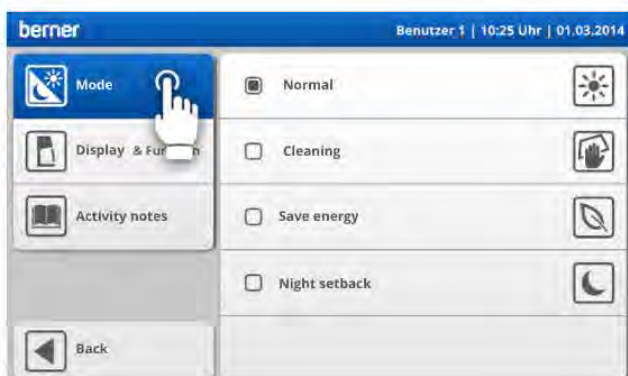 berner
Benutzer 1 | 10:25 Uhr | 01.03.2014
Mode
Display & Fun n
Activity notes
Back
Normal
Cleaning
Save energy
Night setback